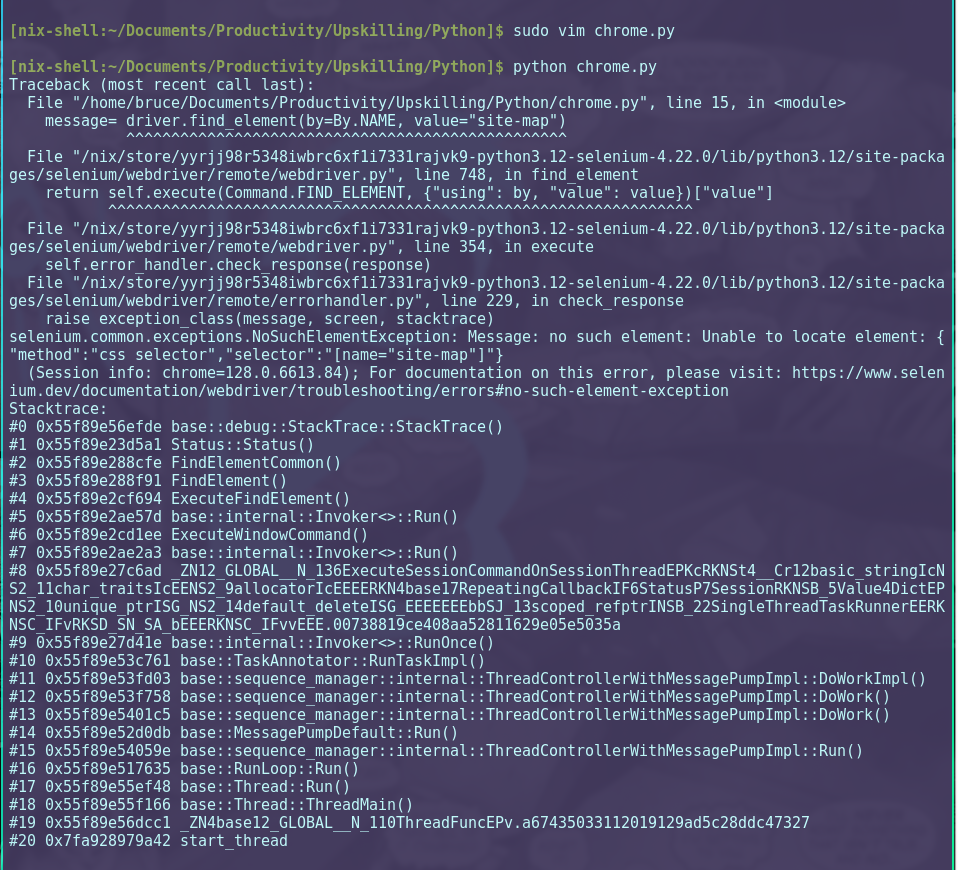 [nix-shell:~/Documents/Productivity/Upskilling/Python]$ sudo vim chrome.py
[nix-shell:~/Documents/Productivity/Upskilling/Python]$ python chrome.py
Traceback (most recent call last):
  File "/home/bruce/Documents/Productivity/Upskilling/Python/chrome.py", line 15, in <module>
    message= driver.find_element(by=By.NAME, value="site-map")
             ^^^^^^^^^^^^^^^^^^^^^^^^^^^^^^^^^^^^^^^^^^^^^^^^^
  File "/nix/store/yyrjj98r5348iwbrc6xf1i7331rajvk9-python3.12-selenium-4.22.0/lib/python3.12/site-packa
ges/selenium/webdriver/remote/webdriver.py", line 748, in find_element
    return self.execute(Command.FIND_ELEMENT, {"using": by, "value": value})["value"]
           ^^^^^^^^^^^^^^^^^^^^^^^^^^^^^^^^^^^^^^^^^^^^^^^^^^^^^^^^^^^^^^^^^
  File "/nix/store/yyrjj98r5348iwbrc6xf1i7331rajvk9-python3.12-selenium-4.22.0/lib/python3.12/site-packa
ges/selenium/webdriver/remote/webdriver.py", line 354, in execute
    self.error_handler.check_response(response)
  File "/nix/store/yyrjj98r5348iwbrc6xf1i7331rajvk9-python3.12-selenium-4.22.0/lib/python3.12/site-packa
ges/selenium/webdriver/remote/errorhandler.py", line 229, in check_response
    raise exception_class(message, screen, stacktrace)
selenium.common.exceptions.NoSuchElementException: Message: no such element: Unable to locate element: {
"method":"css selector","selector":"[name="site-map"]"}
  (Session info: chrome=128.0.6613.84); For documentation on this error, please visit: https://www.selen
ium.dev/documentation/webdriver/troubleshooting/errors#no-such-element-exception
Stacktrace:
#0 0x55f89e56efde base::debug::StackTrace::StackTrace()
#1 0x55f89e23d5a1 Status::Status()
#2 0x55f89e288cfe FindElementCommon()
#3 0x55f89e288f91 FindElement()
#4 0x55f89e2cf694 ExecuteFindElement()
#5 0x55f89e2ae57d base::internal::Invoker<>::Run()
#6 0x55f89e2cd1ee ExecuteWindowCommand()
#7 0x55f89e2ae2a3 base::internal::Invoker<>::Run()
#8 0x55f89e27c6ad _ZN12_GLOBAL__N_136ExecuteSessionCommandOnSessionThreadEPKcRKNSt4__Cr12basic_stringIcN
S2_11char_traitsIcEENS2_9allocatorIcEEEERKN4base17RepeatingCallbackIF6StatusP7SessionRKNSB_5Value4DictEP
NS2_10unique_ptrISG_NS2_14default_deleteISG_EEEEEEEbbSJ_13scoped_refptrINSB_22SingleThreadTaskRunnerEERK
NSC_IFvRKSD_SN_SA_bEEERKNSC_IFvvEEE.00738819ce408aa52811629e05e5035a
#9 0x55f89e27d41e base::internal::Invoker<>::RunOnce()
#10 0x55f89e53c761 base::TaskAnnotator::RunTaskImpl()
#11 0x55f89e53fd03 base::sequence_manager::internal::ThreadControllerWithMessagePumpImpl::DoWorkImpl()
#12 0x55f89e53f758 base::sequence_manager::internal::ThreadControllerWithMessagePumpImpl::DoWork()
#13 0x55f89e5401c5 base::sequence_manager::internal::ThreadControllerWithMessagePumpImpl::DoWork()
#14 0x55f89e52d0db base::MessagePumpDefault::Run()
#15 0x55f89e54059e base::sequence_manager::internal::ThreadControllerWithMessagePumpImpl::Run()
#16 0x55f89e517635 base::RunLoop::Run()
#17 0x55f89e55ef48 base::Thread::Run()
#18 0x55f89e55f166 base::Thread::ThreadMain()
#19 0x55f89e56dcc1 _ZN4base12_GLOBAL__N_110ThreadFuncEPv.a67435033112019129ad5c28ddc47327
#20 0x7fa928979a42 start_thread